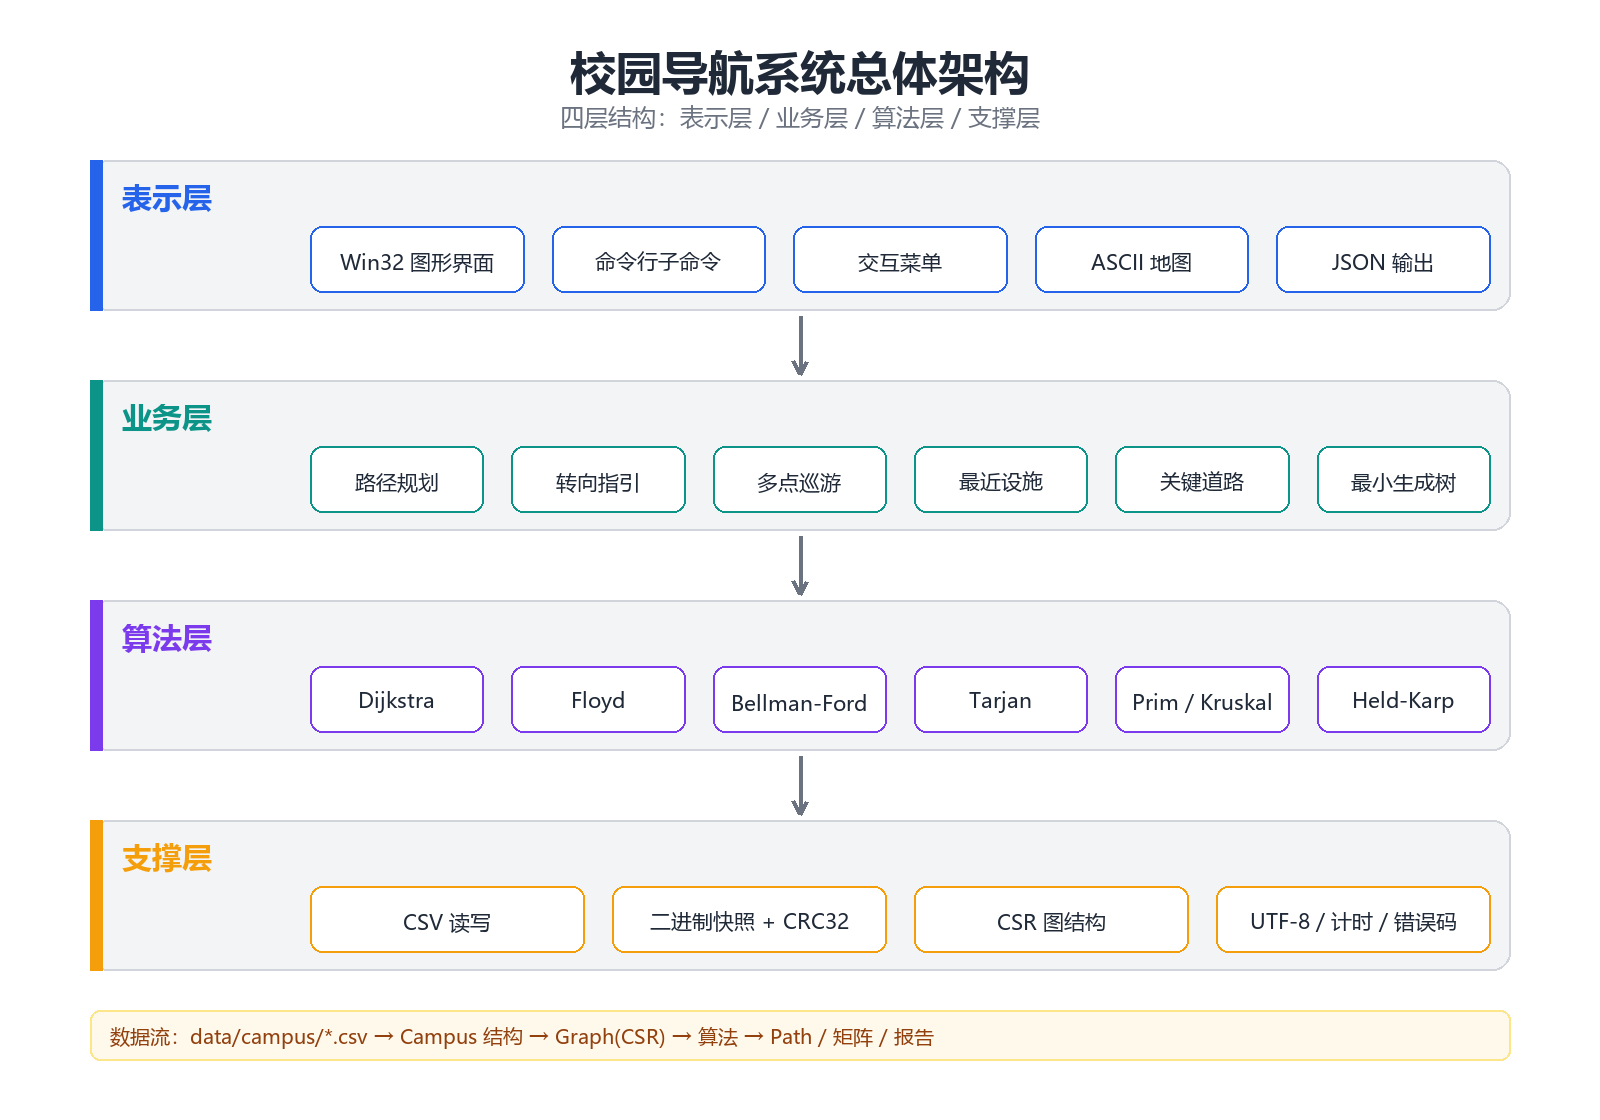 校园导航系统总体架构
四层结构：表示层 / 业务层 / 算法层 / 支撑层
表示层
Win32 图形界面
命令行子命令
交互菜单
ASCII 地图
JSON 输出
业务层
路径规划
转向指引
多点巡游
最近设施
关键道路
最小生成树
算法层
Dijkstra
Floyd
Bellman-Ford
Tarjan
Prim / Kruskal
Held-Karp
支撑层
CSV 读写
二进制快照 + CRC32
CSR 图结构
UTF-8 / 计时 / 错误码
数据流：data/campus/*.csv → Campus 结构 → Graph(CSR) → 算法 → Path / 矩阵 / 报告